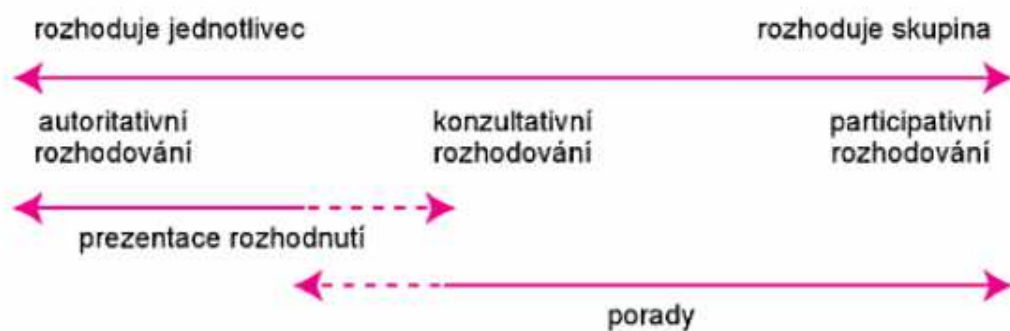 rozhoduje jednotlivec
rozhoduje skupina
autoritativní
rozhodování
konzultativní
rozhodování
participativní
rozhodování
prezentace rozhodnutí
porady